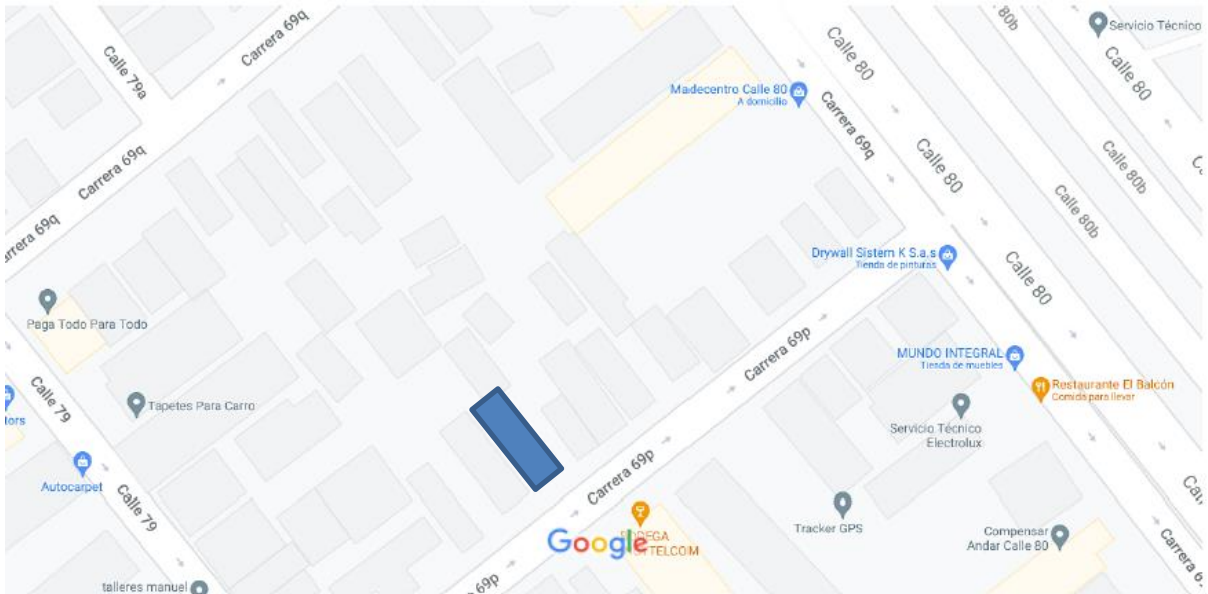 Carrera 69q
80b
Servicio Técnico
Calle 79a
Calle 80
Calle 80
Madecentro Calle 80
A domicilio
Carrera 69q
Carrera 69q
Calle 80
Calle 80b
Calle 80b
Drywall Sistem K S.a.s
Tienda de pinturas
Calle 80
Paga Todo Para Todo
Carrera 69p
MUNDO INTEGRAL
Tienda de muebles
Restaurante El Balcón
Comida para llevar
Calle 79
Tapetes Para Carro
Servicio Técnico
Electrolux
Autocarpet
Calle 79
Carrera 69p
Google
Tracker GPS
Compensar
Andar Calle 80
talleres manuel
69p